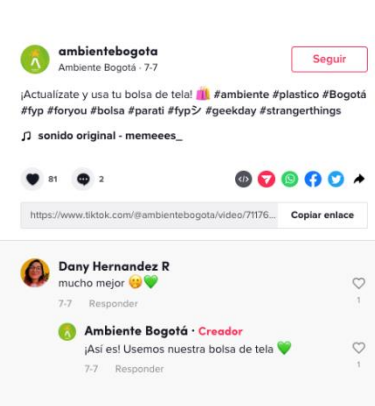 ambientebogota
Ambiente Bogotá · 7-7
Seguir
¡Actualízate y usa tu bolsa de tela! 🛍️ #ambiente #plastico #Bogotá
#fyp #foryou #bolsa #parati #fypシ #geekday #strangerthings
♫ sonido original - memeees_
81
2
https://www.tiktok.com/@ambientebogota/video/71176...
Copiar enlace
Dany Hernandez R
mucho mejor 🤗💚
1
7-7 Responder
Ambiente Bogotá · Creador
¡Así es! Usemos nuestra bolsa de tela 💚
1
7-7 Responder